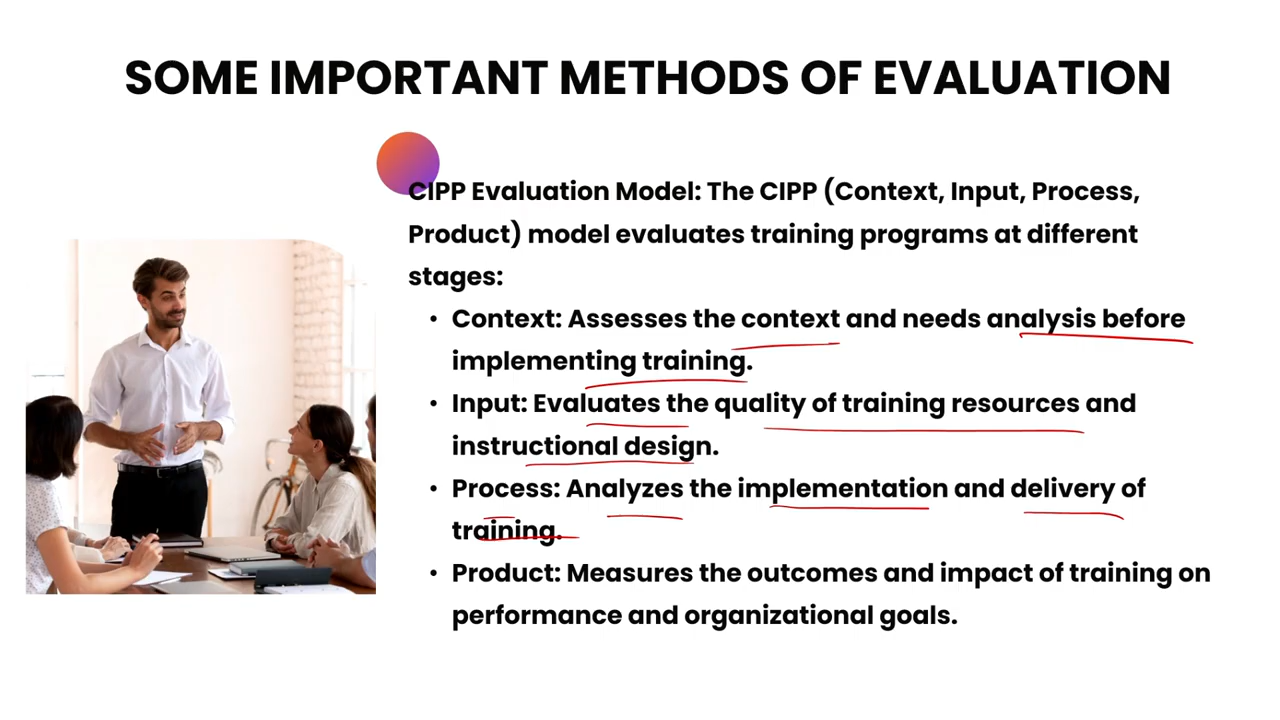 SOME IMPORTANT METHODS OF EVALUATION
CIPP Evaluation Model: The CIPP (Context, Input, Process,
Product) model evaluates training programs at different
stages:
• Context: Assesses the context and needs analysis before
implementing training.
• Input: Evaluates the quality of training resources and
instructional design.
• Process: Analyzes the implementation and delivery of
training.
• Product: Measures the outcomes and impact of training on
performance and organizational goals.